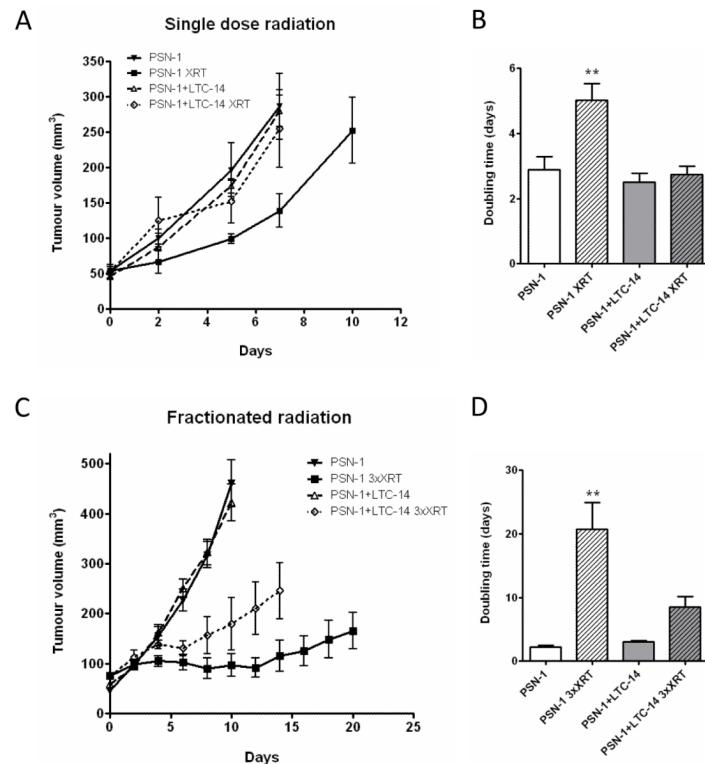 A
Single dose radiation
PSN-1
PSN-1 XRT
PSN-1+LTC-14
PSN-1+LTC-14 XRT
Tumour volume (mm3)
350
300
250
200
150
100
50
0
0 2 4 6 8 10 12
Days
B
**
Doubling time (days)
6
4
2
0
PSN-1
PSN-1 XRT
PSN-1+LTC-14
PSN-1+LTC-14 XRT
C
Fractionated radiation
PSN-1
PSN-1 3xXRT
PSN-1+LTC-14
PSN-1+LTC-14 3xXRT
Tumour volume (mm3)
500
400
300
200
100
0
0 5 10 15 20 25
Days
D
**
Doubling time (days)
30
20
10
0
PSN-1
PSN-1 3xXRT
PSN-1+LTC-14
PSN-1+LTC-14 3xXRT